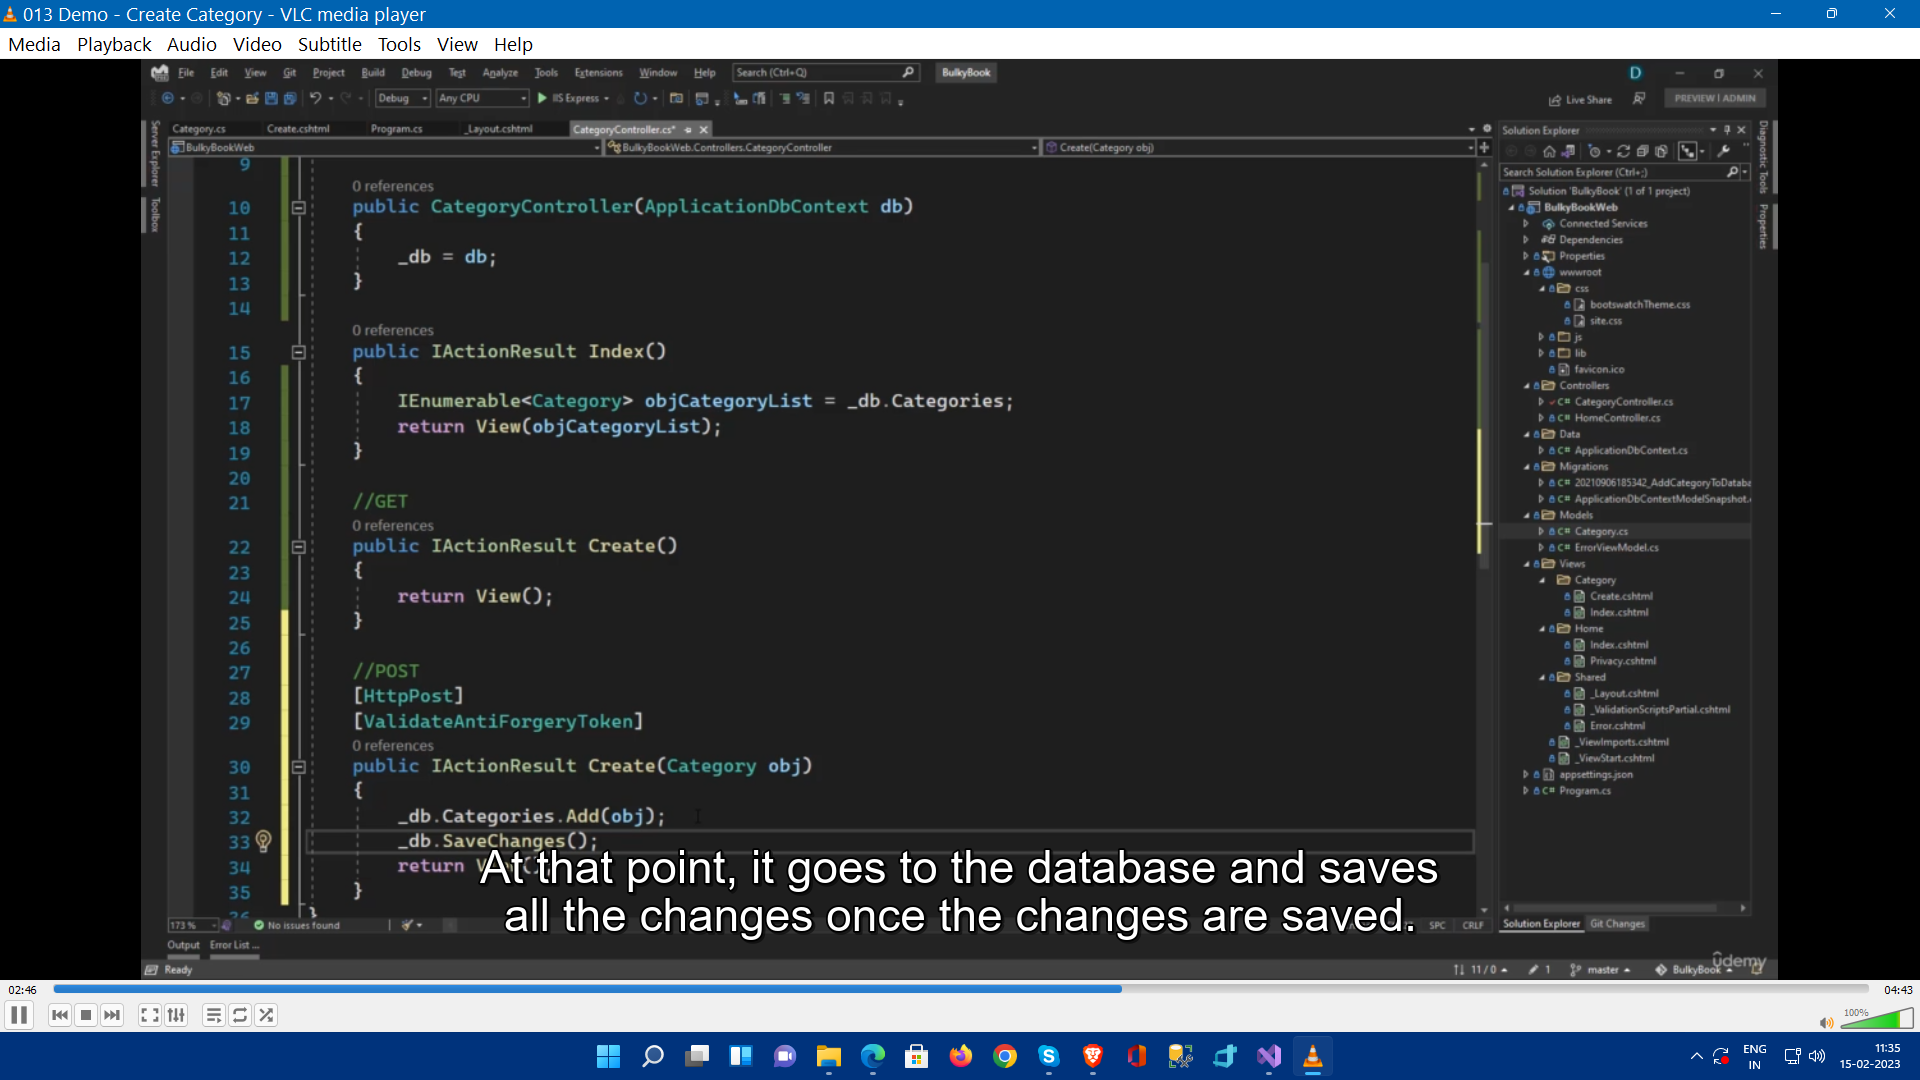 013 Demo - Create Category - VLC media player
Media Playback Audio Video Subtitle Tools View Help
File Edit View Git Project Build Debug Test Analyze Tools Extensions Window Help Search (Ctrl+Q) BulkyBook D
Debug Any CPU IIS Express Live Share PREVIEW | ADMIN
Server Explorer
Toolbox
Category.cs Create.cshtml Program.cs _Layout.cshtml CategoryController.cs*
BulkyBookWeb BulkyBookWeb.Controllers.CategoryController Create(Category obj)
9
0 references
10 public CategoryController(ApplicationDbContext db)
11 {
12 _db = db;
13 }
14
0 references
15 public IActionResult Index()
16 {
17 IEnumerable<Category> objCategoryList = _db.Categories;
18 return View(objCategoryList);
19 }
20
21 //GET
0 references
22 public IActionResult Create()
23 {
24 return View();
25 }
26
27 //POST
28 [HttpPost]
29 [ValidateAntiForgeryToken]
0 references
30 public IActionResult Create(Category obj)
31 {
32 _db.Categories.Add(obj);
33 _db.SaveChanges();
34 return
35 }
36 }
At that point, it goes to the database and saves
all the changes once the changes are saved.
173 % No issues found SPC CRLF
Output Error List ...
Solution Explorer
Search Solution Explorer (Ctrl+;)
Solution 'BulkyBook' (1 of 1 project)
BulkyBookWeb
Connected Services
Dependencies
Properties
wwwroot
css
bootswatchTheme.css
site.css
js
lib
favicon.ico
Controllers
CategoryController.cs
HomeController.cs
Data
ApplicationDbContext.cs
Migrations
20210906185342_AddCategoryToDataba
ApplicationDbContextModelSnapshot.
Models
Category.cs
ErrorViewModel.cs
Views
Category
Create.cshtml
Index.cshtml
Home
Index.cshtml
Privacy.cshtml
Shared
_Layout.cshtml
_ValidationScriptsPartial.cshtml
Error.cshtml
_ViewImports.cshtml
_ViewStart.cshtml
appsettings.json
Program.cs
Solution Explorer Git Changes
Diagnostic Tools
Properties
Ready 11 / 0 1 master BulkyBook
udemy
02:46 04:43
100%
ENG
IN
11:35
15-02-2023